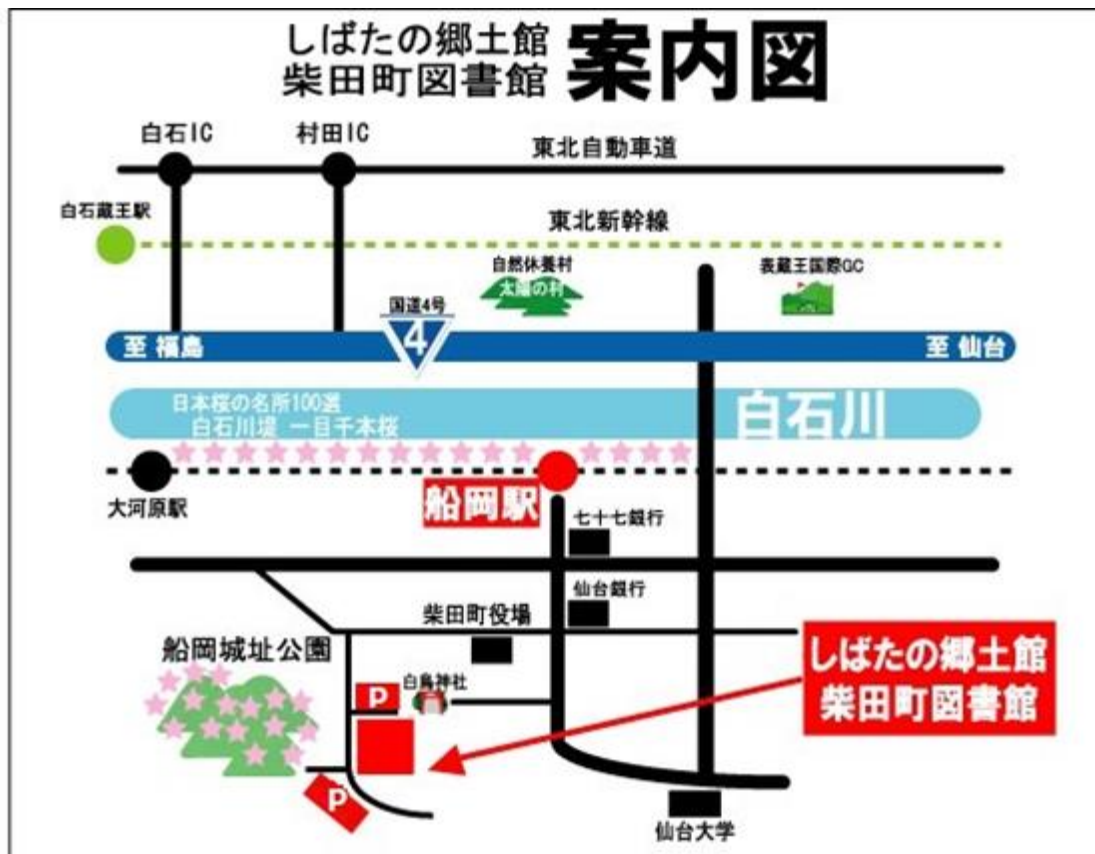 しばたの郷土館
柴田町図書館
案内図
白石IC
村田IC
東北自動車道
白石蔵王駅
東北新幹線
自然休養村
太陽の村
表蔵王国際GC
国道4号
4
至 福島
至 仙台
日本桜の名所100選
白石川堤 一目千本桜
白石川
大河原駅
船岡駅
七十七銀行
仙台銀行
柴田町役場
船岡城址公園
白鳥神社
P
P
しばたの郷土館
柴田町図書館
仙台大学